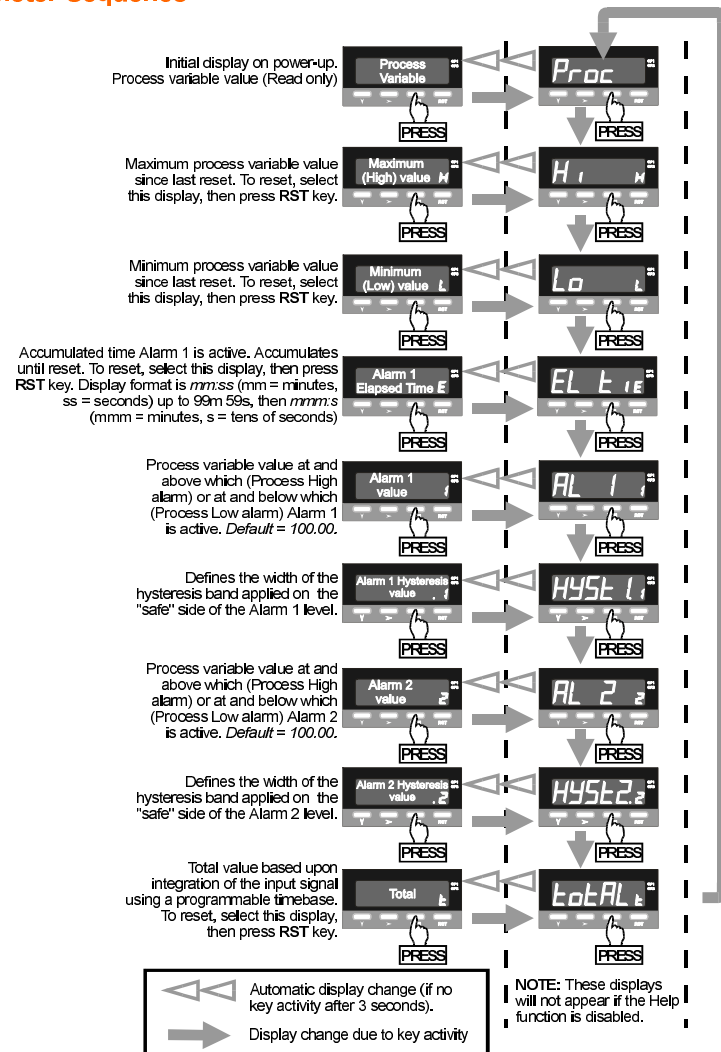 Initial display on power-up.
Process variable value (Read only)
Process
Variable
Proc
PRESS
PRESS
Maximum process variable value
since last reset. To reset, select
this display, then press RST key.
Maximum
(High) value H
Hi H
PRESS
PRESS
Minimum process variable value
since last reset. To reset, select
this display, then press RST key.
Minimum
(Low) value L
Lo L
PRESS
PRESS
Accumulated time Alarm 1 is active. Accumulates
until reset. To reset, select this display, then press
RST key. Display format is mm:ss (mm = minutes,
ss = seconds) up to 99m 59s, then mmm:s
(mmm = minutes, s = tens of seconds)
Alarm 1
Elapsed Time E
EL tiE
PRESS
PRESS
Process variable value at and
above which (Process High
alarm) or at and below which
(Process Low alarm) Alarm 1
is active. Default = 100.00.
Alarm 1
value 1
AL 1 1
PRESS
PRESS
Defines the width of the
hysteresis band applied on the
"safe" side of the Alarm 1 level.
Alarm 1 Hysteresis
value .1
HYSt1.1
PRESS
PRESS
Process variable value at and
above which (Process High
alarm) or at and below which
(Process Low alarm) Alarm 2
is active. Default = 100.00.
Alarm 2
value 2
AL 2 2
PRESS
PRESS
Defines the width of the
hysteresis band applied on the
"safe" side of the Alarm 2 level.
Alarm 2 Hysteresis
value .2
HYSt2.2
PRESS
PRESS
Total value based upon
integration of the input signal
using a programmable timebase.
To reset, select this display,
then press RST key.
Total t
totAL t
PRESS
PRESS
Automatic display change (if no
key activity after 3 seconds).
Display change due to key activity
NOTE: These displays
will not appear if the Help
function is disabled.